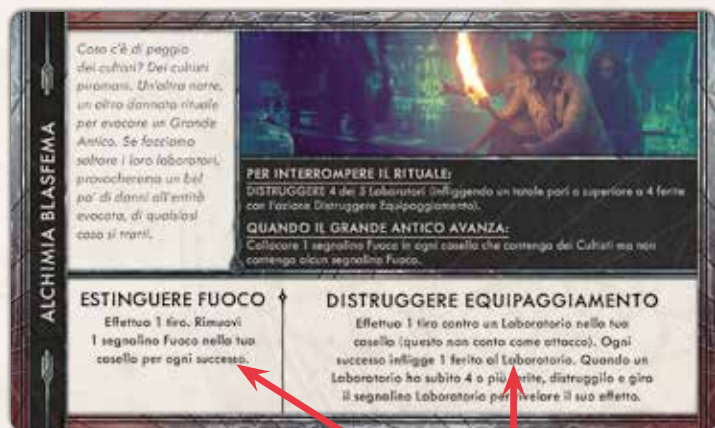 ALCHIMIA BLASFEMA
Cosa c'è di peggio
dei cultisti? Dei cultisti
piromani. Un'altra notte,
un altro dannato rituale
per evocare un Grande
Antico. Se facciamo
saltare i loro laboratori,
provocheremo un bel
po' di danni all'entità
evocata, di qualsiasi
cosa si tratti.
PER INTERROMPERE IL RITUALE:
DISTRUGGERE 4 dei 5 Laboratori (infliggendo un totale pari o superiore a 4 ferite
con l'azione Distruggere Equipaggiamento).
QUANDO IL GRANDE ANTICO AVANZA:
Collocare 1 segnalino Fuoco in ogni casella che contenga dei Cultisti ma non
contenga alcun segnalino Fuoco.
ESTINGUERE FUOCO
Effettua 1 tiro. Rimuovi
1 segnalino Fuoco nella tua
casella per ogni successo.
DISTRUGGERE EQUIPAGGIAMENTO
Effettua 1 tiro contro un Laboratorio nella tua
casella (questo non conta come attacco). Ogni
successo infligge 1 ferita al Laboratorio. Quando un
Laboratorio ha subito 4 o più ferite, distruggilo e gira
il segnalino Laboratorio per rivelare il suo effetto.